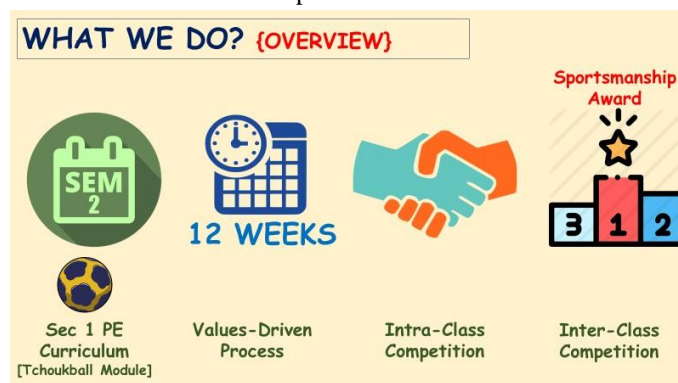 WHAT WE DO? {OVERVIEW}
Sportsmanship
Award
SEM
2
12 WEEKS
3 1 2
Sec 1 PE
Curriculum
[Tchoukball Module]
Values-Driven
Process
Intra-Class
Competition
Inter-Class
Competition